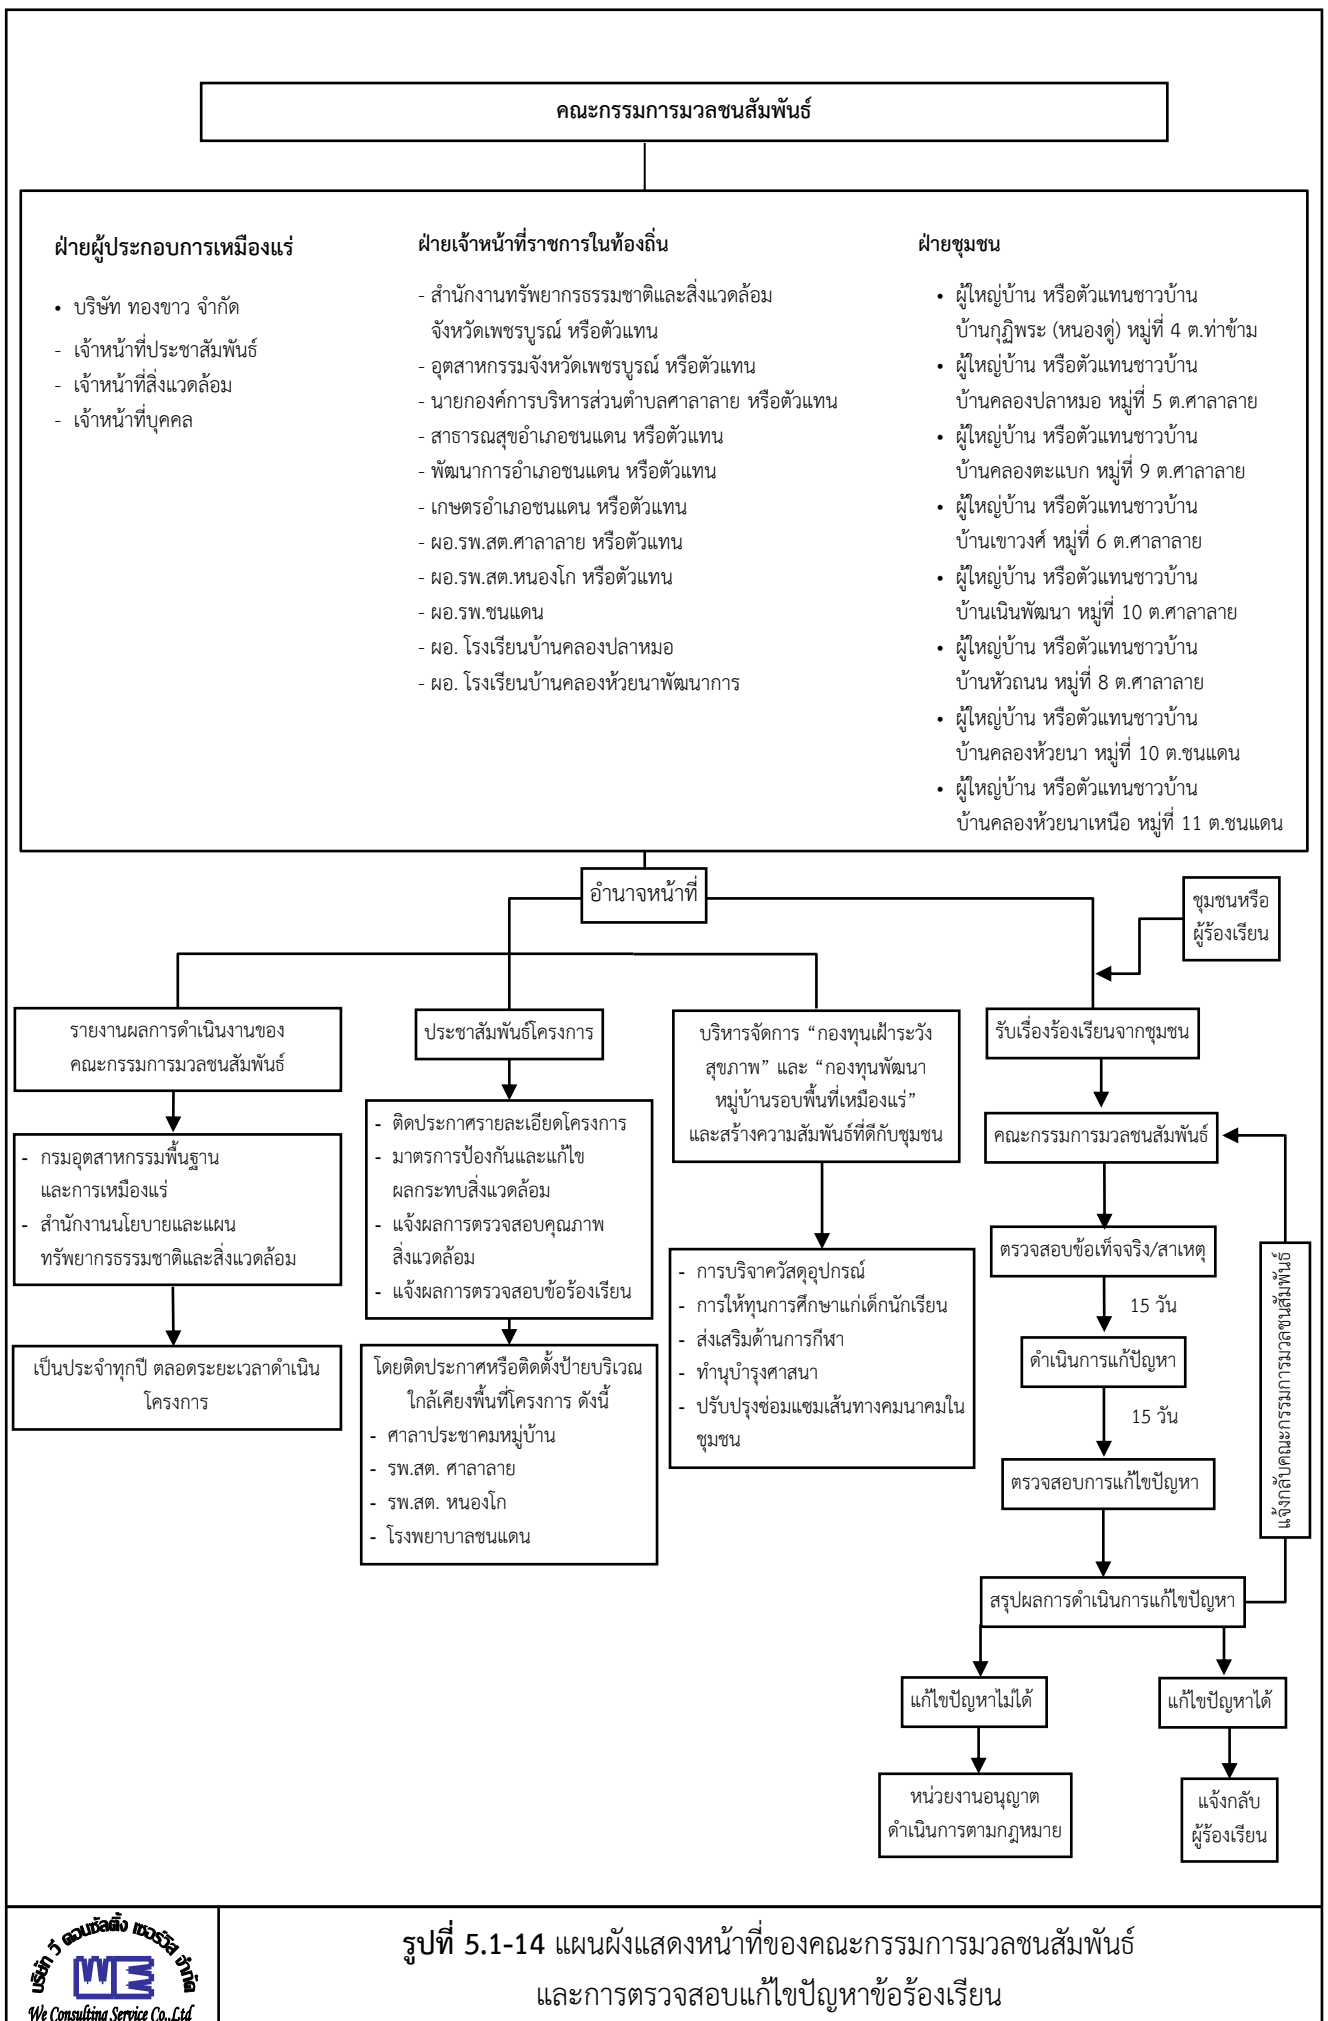 คณะกรรมการมวลชนสัมพันธ์
ฝ่ายผู้ประกอบการเหมืองแร่
• บริษัท ทองขาว จำกัด
- เจ้าหน้าที่ประชาสัมพันธ์
- เจ้าหน้าที่สิ่งแวดล้อม
- เจ้าหน้าที่บุคคล
ฝ่ายเจ้าหน้าที่ราชการในท้องถิ่น
- สำนักงานทรัพยากรธรรมชาติและสิ่งแวดล้อม
จังหวัดเพชรบูรณ์ หรือตัวแทน
- อุตสาหกรรมจังหวัดเพชรบูรณ์ หรือตัวแทน
- นายกองค์การบริหารส่วนตำบลศาลาลาย หรือตัวแทน
- สาธารณสุขอำเภอชนแดน หรือตัวแทน
- พัฒนาการอำเภอชนแดน หรือตัวแทน
- เกษตรอำเภอชนแดน หรือตัวแทน
- ผอ.รพ.สต.ศาลาลาย หรือตัวแทน
- ผอ.รพ.สต.หนองโก หรือตัวแทน
- ผอ.รพ.ชนแดน
- ผอ. โรงเรียนบ้านคลองปลาหมอ
- ผอ. โรงเรียนบ้านคลองห้วยนาพัฒนาการ
ฝ่ายชุมชน
• ผู้ใหญ่บ้าน หรือตัวแทนชาวบ้าน
บ้านกุฏิพระ (หนองดู่) หมู่ที่ 4 ต.ท่าข้าม
• ผู้ใหญ่บ้าน หรือตัวแทนชาวบ้าน
บ้านคลองปลาหมอ หมู่ที่ 5 ต.ศาลาลาย
• ผู้ใหญ่บ้าน หรือตัวแทนชาวบ้าน
บ้านคลองตะแบก หมู่ที่ 9 ต.ศาลาลาย
• ผู้ใหญ่บ้าน หรือตัวแทนชาวบ้าน
บ้านเขาวงศ์ หมู่ที่ 6 ต.ศาลาลาย
• ผู้ใหญ่บ้าน หรือตัวแทนชาวบ้าน
บ้านเนินพัฒนา หมู่ที่ 10 ต.ศาลาลาย
• ผู้ใหญ่บ้าน หรือตัวแทนชาวบ้าน
บ้านหัวถนน หมู่ที่ 8 ต.ศาลาลาย
• ผู้ใหญ่บ้าน หรือตัวแทนชาวบ้าน
บ้านคลองห้วยนา หมู่ที่ 10 ต.ชนแดน
• ผู้ใหญ่บ้าน หรือตัวแทนชาวบ้าน
บ้านคลองห้วยนาเหนือ หมู่ที่ 11 ต.ชนแดน
อำนาจหน้าที่
ชุมชนหรือ
ผู้ร้องเรียน
รายงานผลการดำเนินงานของ
คณะกรรมการมวลชนสัมพันธ์
- กรมอุตสาหกรรมพื้นฐาน
และการเหมืองแร่
- สำนักงานนโยบายและแผน
ทรัพยากรธรรมชาติและสิ่งแวดล้อม
เป็นประจำทุกปี ตลอดระยะเวลาดำเนิน
โครงการ
ประชาสัมพันธ์โครงการ
- ติดประกาศรายละเอียดโครงการ
- มาตรการป้องกันและแก้ไข
ผลกระทบสิ่งแวดล้อม
- แจ้งผลการตรวจสอบคุณภาพ
สิ่งแวดล้อม
- แจ้งผลการตรวจสอบข้อร้องเรียน
โดยติดประกาศหรือติดตั้งป้ายบริเวณ
ใกล้เคียงพื้นที่โครงการ ดังนี้
- ศาลาประชาคมหมู่บ้าน
- รพ.สต. ศาลาลาย
- รพ.สต. หนองโก
- โรงพยาบาลชนแดน
บริหารจัดการ “กองทุนเฝ้าระวัง
สุขภาพ” และ “กองทุนพัฒนา
หมู่บ้านรอบพื้นที่เหมืองแร่”
และสร้างความสัมพันธ์ที่ดีกับชุมชน
- การบริจาควัสดุอุปกรณ์
- การให้ทุนการศึกษาแก่เด็กนักเรียน
- ส่งเสริมด้านการกีฬา
- ทำนุบำรุงศาสนา
- ปรับปรุงซ่อมแซมเส้นทางคมนาคมใน
ชุมชน
รับเรื่องร้องเรียนจากชุมชน
คณะกรรมการมวลชนสัมพันธ์
ตรวจสอบข้อเท็จจริง/สาเหตุ
15 วัน
ดำเนินการแก้ปัญหา
15 วัน
ตรวจสอบการแก้ไขปัญหา
สรุปผลการดำเนินการแก้ไขปัญหา
แจ้งกลับคณะกรรมการมวลชนสัมพันธ์
แก้ไขปัญหาไม่ได้
แก้ไขปัญหาได้
หน่วยงานอนุญาต
ดำเนินการตามกฎหมาย
แจ้งกลับ
ผู้ร้องเรียน
บริษัท วี คอนซัลติ้ง เซอร์วิส จำกัด
WE
We Consulting Service Co.,Ltd
รูปที่ 5.1-14 แผนผังแสดงหน้าที่ของคณะกรรมการมวลชนสัมพันธ์
และการตรวจสอบแก้ไขปัญหาข้อร้องเรียน